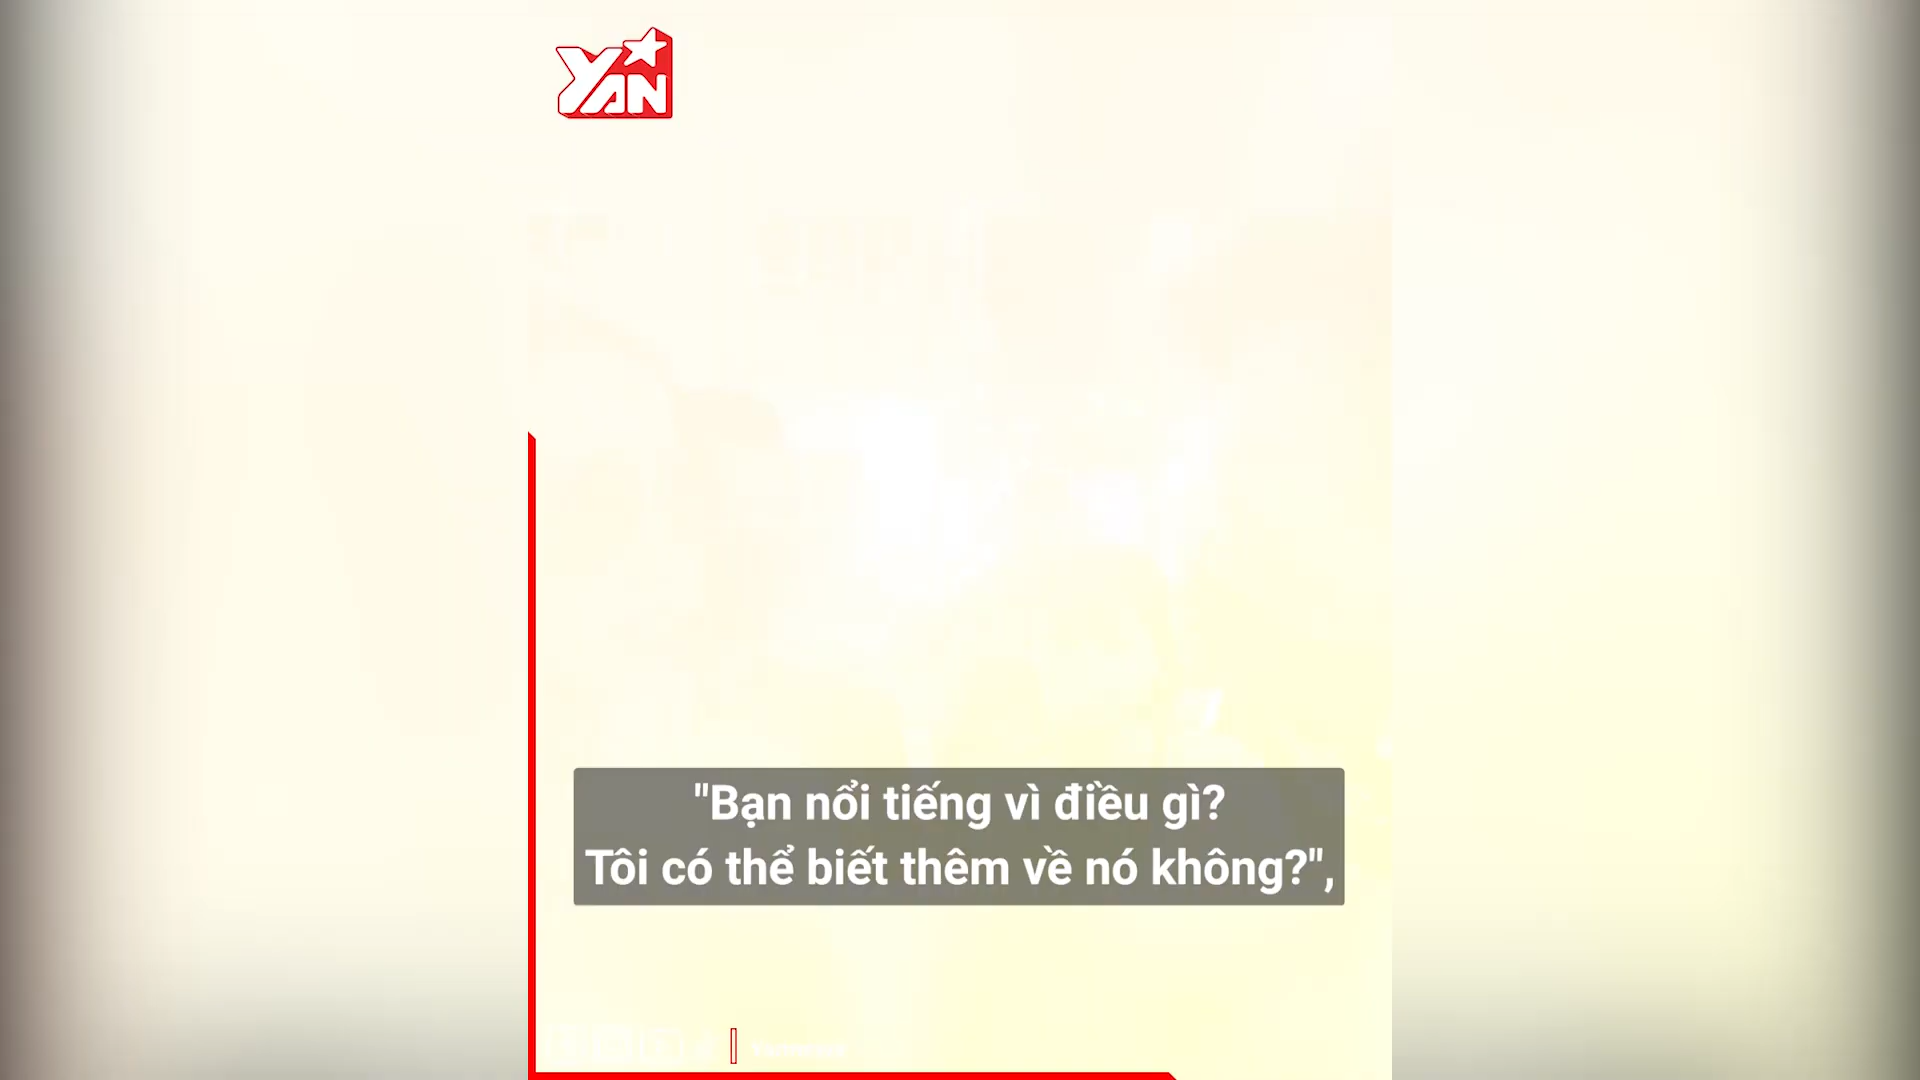 YAN
"Bạn nổi tiếng vì điều gì?
Tôi có thể biết thêm về nó không?",